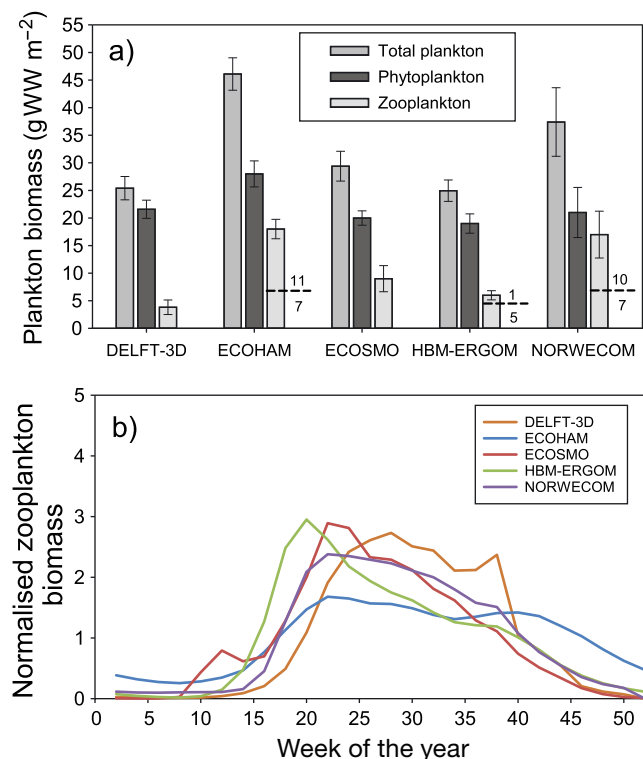 a)
Plankton biomass (g WW m⁻²)
55
50
45
40
35
30
25
20
15
10
5
0
Total plankton
Phytoplankton
Zooplankton
11
7
1
5
10
7
DELFT-3D ECOHAM ECOSMO HBM-ERGOM NORWECOM
b)
Normalised zooplankton
biomass
5
4
3
2
1
0
DELFT-3D
ECOHAM
ECOSMO
HBM-ERGOM
NORWECOM
0 5 10 15 20 25 30 35 40 45 50
Week of the year